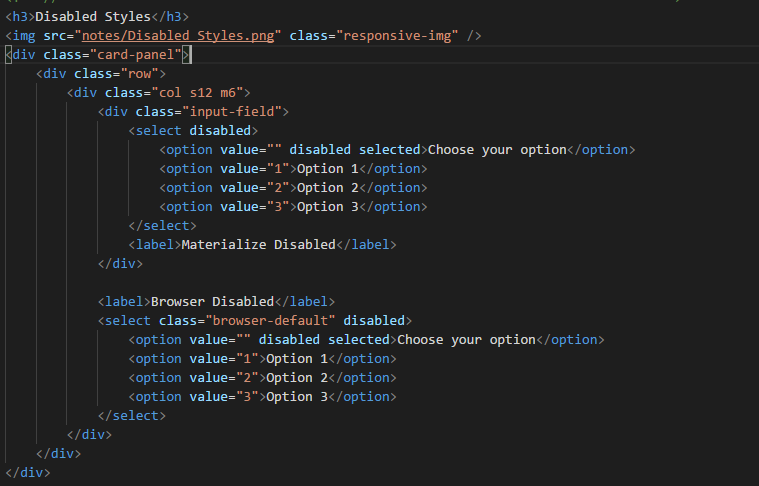 <h3>Disabled Styles</h3>
<img src="notes/Disabled Styles.png" class="responsive-img" />
<div class="card-panel">
<div class="row">
<div class="col s12 m6">
<div class="input-field">
<select disabled>
<option value="" disabled selected>Choose your option</option>
<option value="1">Option 1</option>
<option value="2">Option 2</option>
<option value="3">Option 3</option>
</select>
<label>Materialize Disabled</label>
</div>
<label>Browser Disabled</label>
<select class="browser-default" disabled>
<option value="" disabled selected>Choose your option</option>
<option value="1">Option 1</option>
<option value="2">Option 2</option>
<option value="3">Option 3</option>
</select>
</div>
</div>
</div>